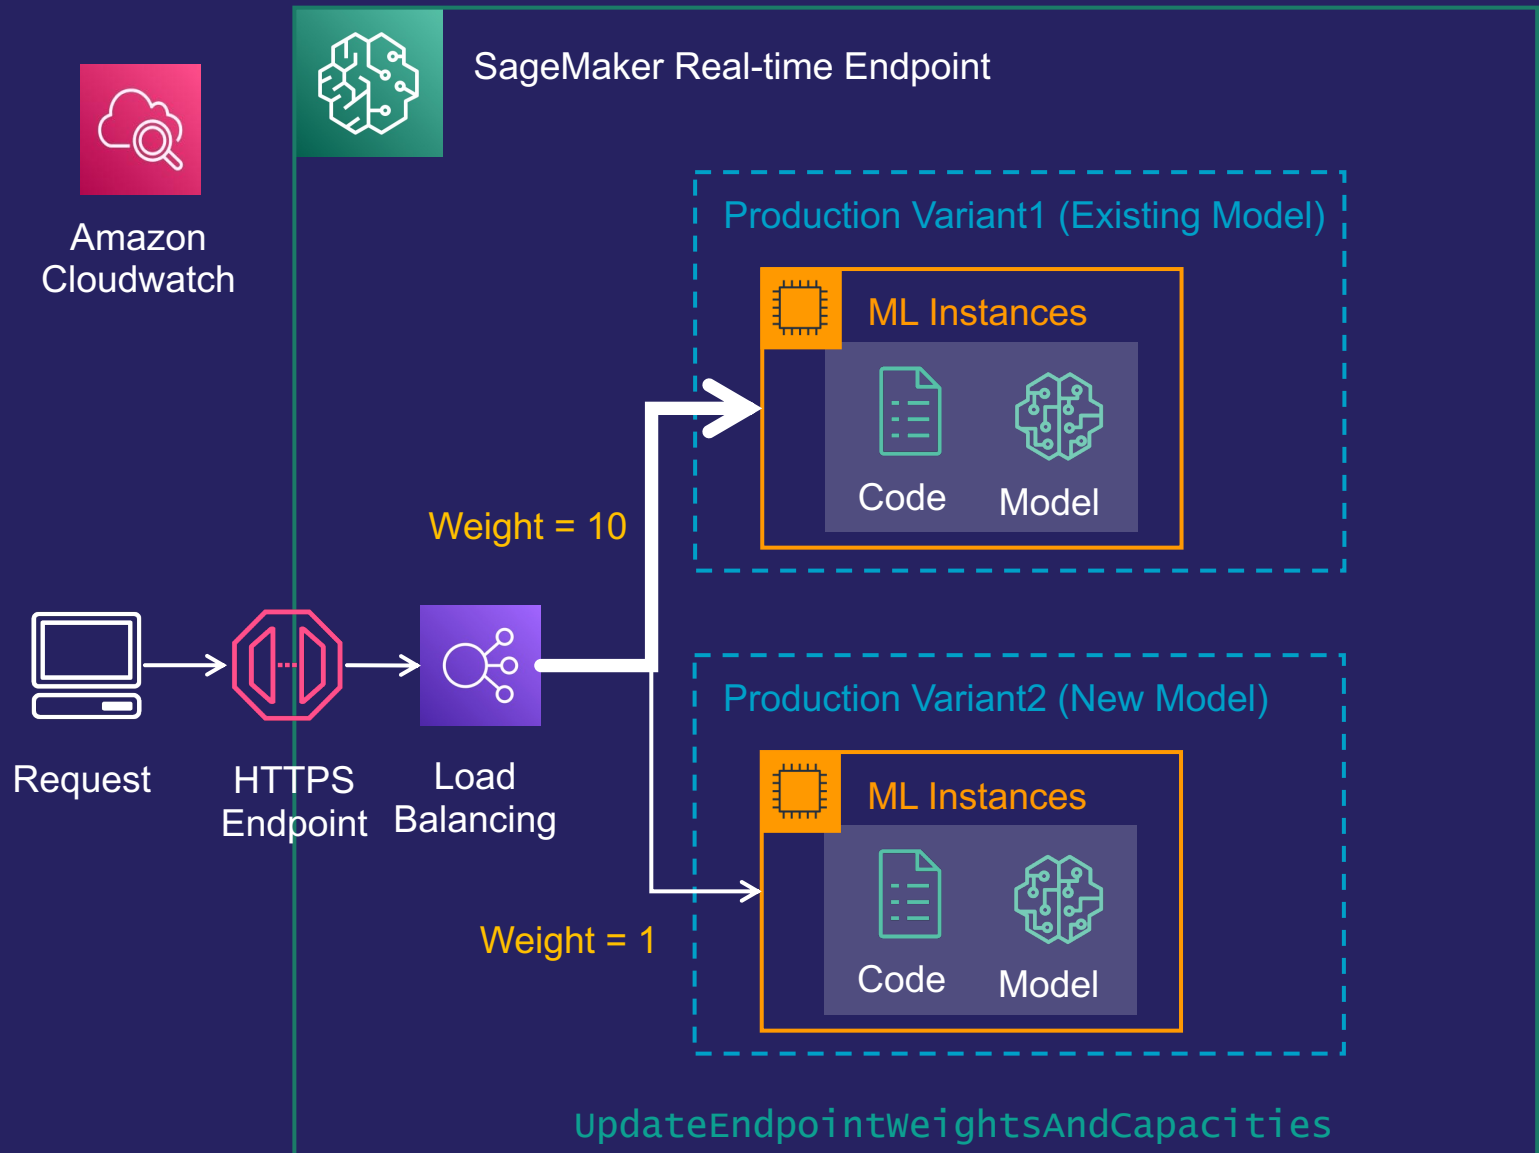 SageMaker Real-time Endpoint
Amazon
Cloudwatch
Production Variant1 (Existing Model)
ML Instances
Code
Model
Weight = 10
Request
HTTPS
Endpoint
Load
Balancing
Production Variant2 (New Model)
ML Instances
Code
Model
Weight = 1
UpdateEndpointWeightsAndCapacities